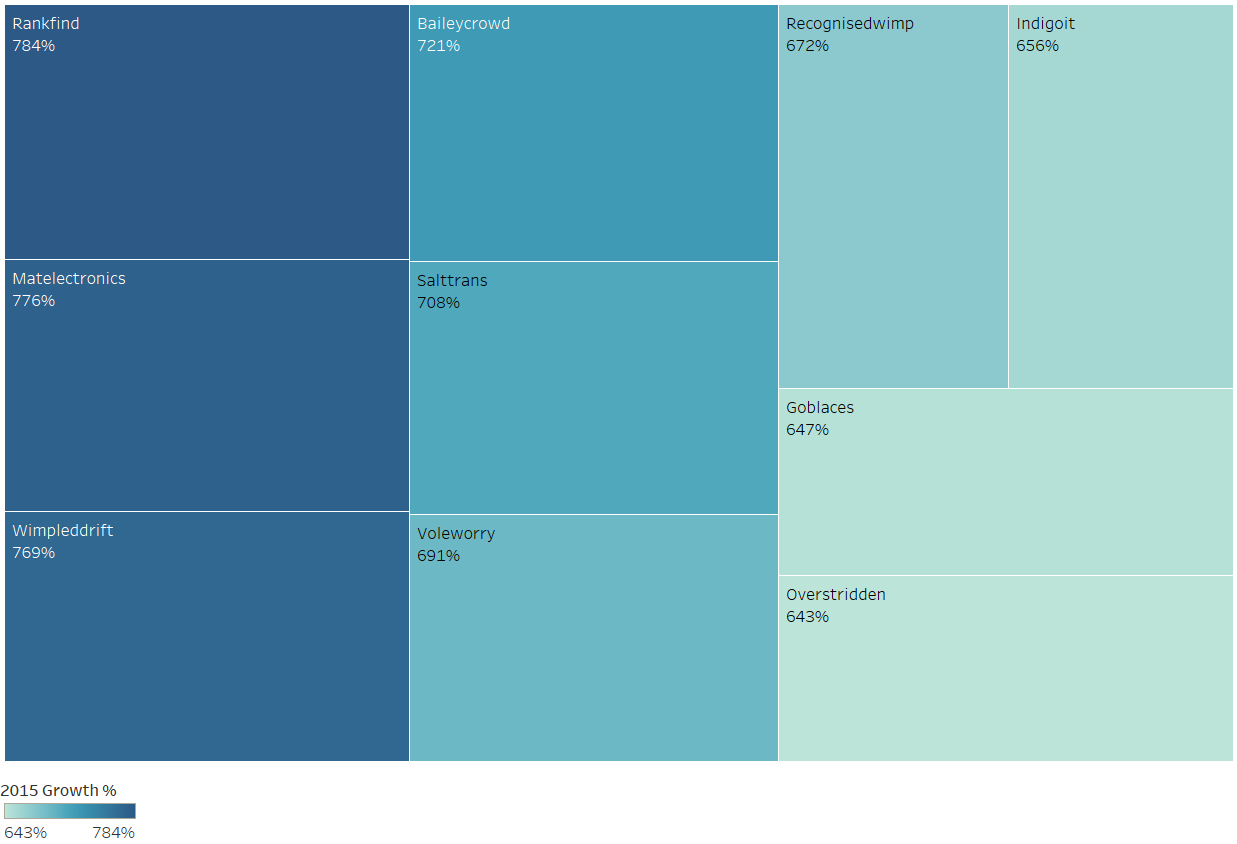 Rankfind
784%
Matelectronics
776%
Wimpleddrift
769%
Baileycrowd
721%
Salttrans
708%
Voleworry
691%
Recognisedwimp
672%
Indigoit
656%
Goblaces
647%
Overstridden
643%
2015 Growth %
643% 784%